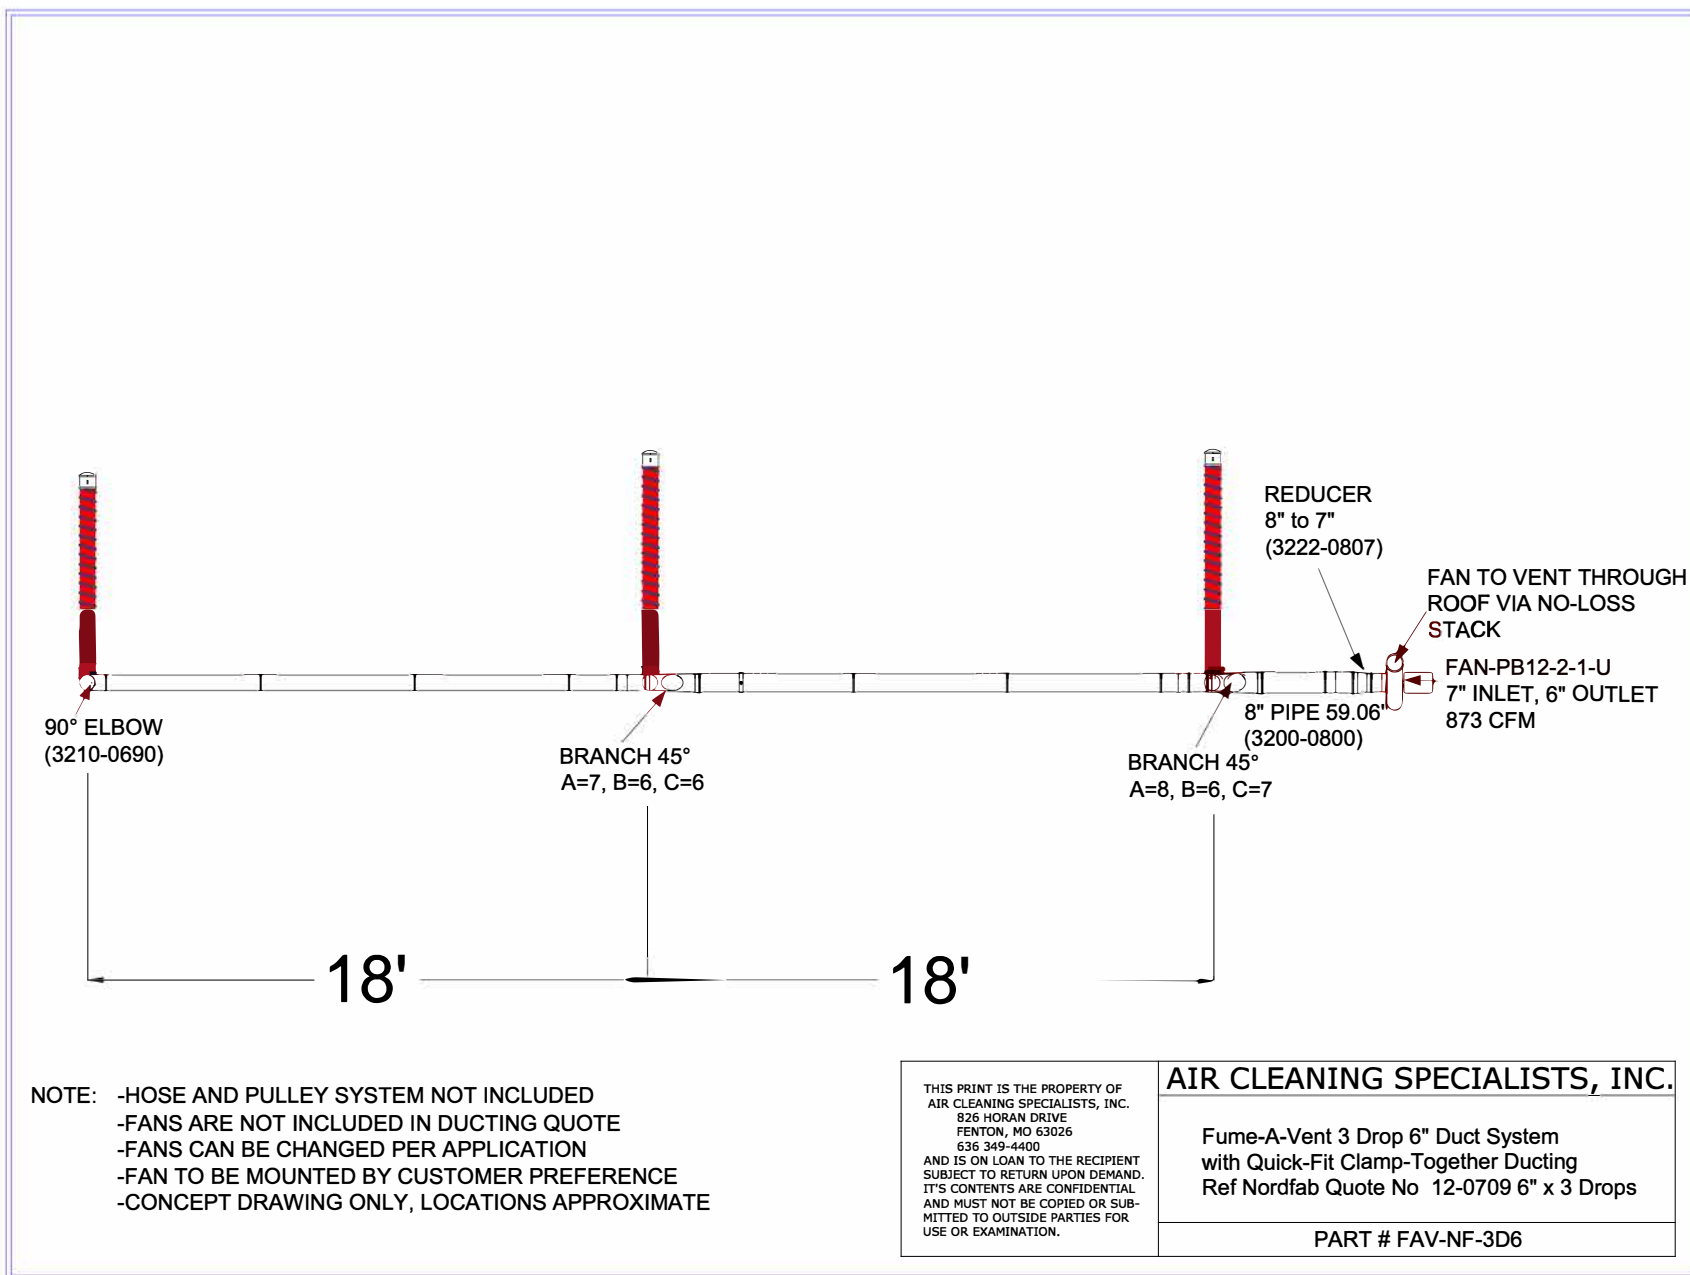 REDUCER
8" to 7"
(3222-0807)
FAN TO VENT THROUGH
ROOF VIA NO-LOSS
STACK
FAN-PB12-2-1-U
7" INLET, 6" OUTLET
873 CFM
90° ELBOW
(3210-0690)
BRANCH 45°
A=7, B=6, C=6
8" PIPE 59.06"
(3200-0800)
BRANCH 45°
A=8, B=6, C=7
18'
18'
NOTE: -HOSE AND PULLEY SYSTEM NOT INCLUDED
-FANS ARE NOT INCLUDED IN DUCTING QUOTE
-FANS CAN BE CHANGED PER APPLICATION
-FAN TO BE MOUNTED BY CUSTOMER PREFERENCE
-CONCEPT DRAWING ONLY, LOCATIONS APPROXIMATE
THIS PRINT IS THE PROPERTY OF
AIR CLEANING SPECIALISTS, INC.
826 HORAN DRIVE
FENTON, MO 63026
636 349-4400
AND IS ON LOAN TO THE RECIPIENT
SUBJECT TO RETURN UPON DEMAND.
IT'S CONTENTS ARE CONFIDENTIAL
AND MUST NOT BE COPIED OR SUB-
MITTED TO OUTSIDE PARTIES FOR
USE OR EXAMINATION.
AIR CLEANING SPECIALISTS, INC.
Fume-A-Vent 3 Drop 6" Duct System
with Quick-Fit Clamp-Together Ducting
Ref Nordfab Quote No 12-0709 6" x 3 Drops
PART # FAV-NF-3D6